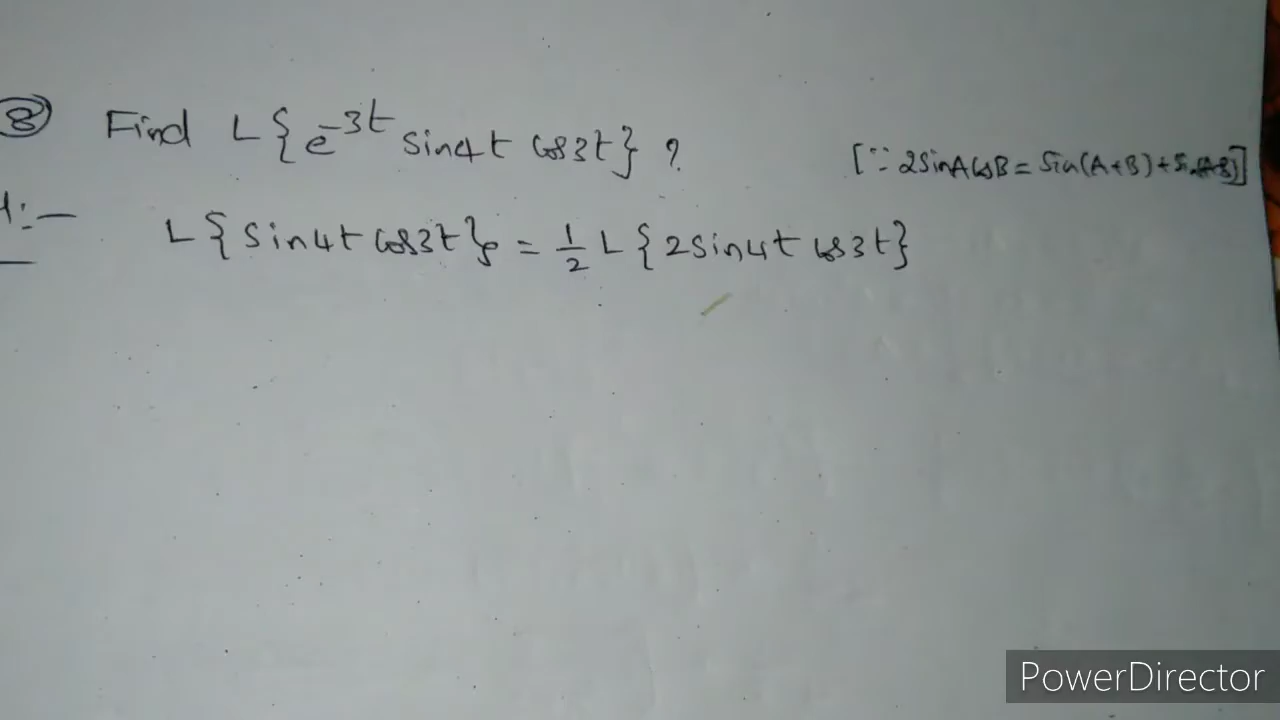 8 Find L{e^-3t sin4t cos3t} ?
[∵ 2sinAcosB = sin(A+B)+sin(A-B)]
:-
L{sin4t cos3t} = 1/2 L{2sin4t cos3t}
PowerDirector